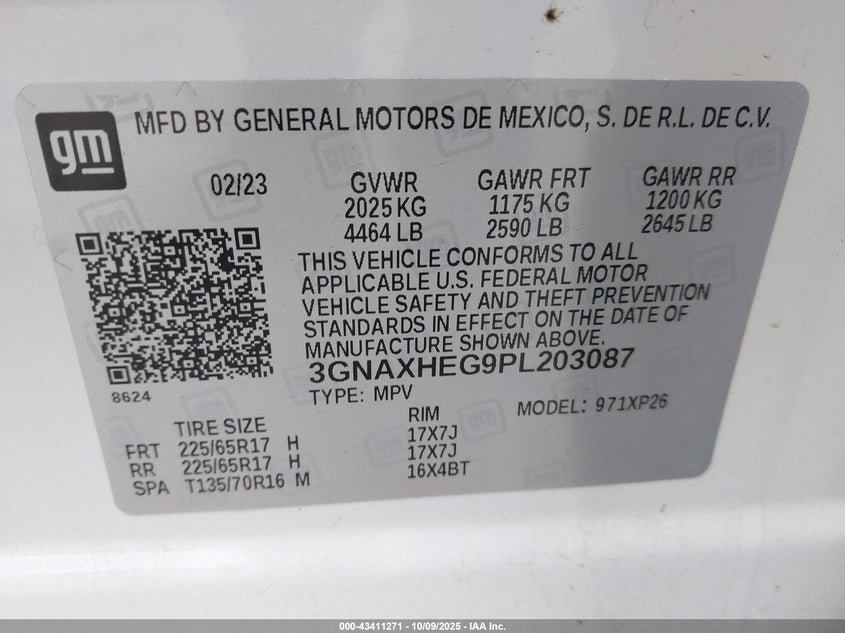 gm
MFD BY GENERAL MOTORS DE MEXICO, S. DE R.L. DE C.V.
02/23 GVWR GAWR FRT GAWR RR
2025 KG 1175 KG 1200 KG
4464 LB 2590 LB 2645 LB
THIS VEHICLE CONFORMS TO ALL
APPLICABLE U.S. FEDERAL MOTOR
VEHICLE SAFETY AND THEFT PREVENTION
STANDARDS IN EFFECT ON THE DATE OF
MANUFACTURE SHOWN ABOVE.
3GNAXHEG9PL203087
8624 TYPE: MPV MODEL: 971XP26
TIRE SIZE RIM
FRT 225/65R17 H 17X7J
RR 225/65R17 H 17X7J
SPA T135/70R16 M 16X4BT
000-43411271 - 10/09/2025 - IAA Inc.